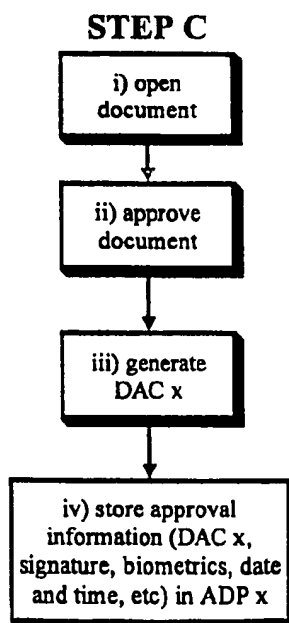 STEP C
i) open
document
ii) approve
document
iii) generate
DAC x
iv) store approval
information (DAC x,
signature, biometrics, date
and time, etc) in ADP x